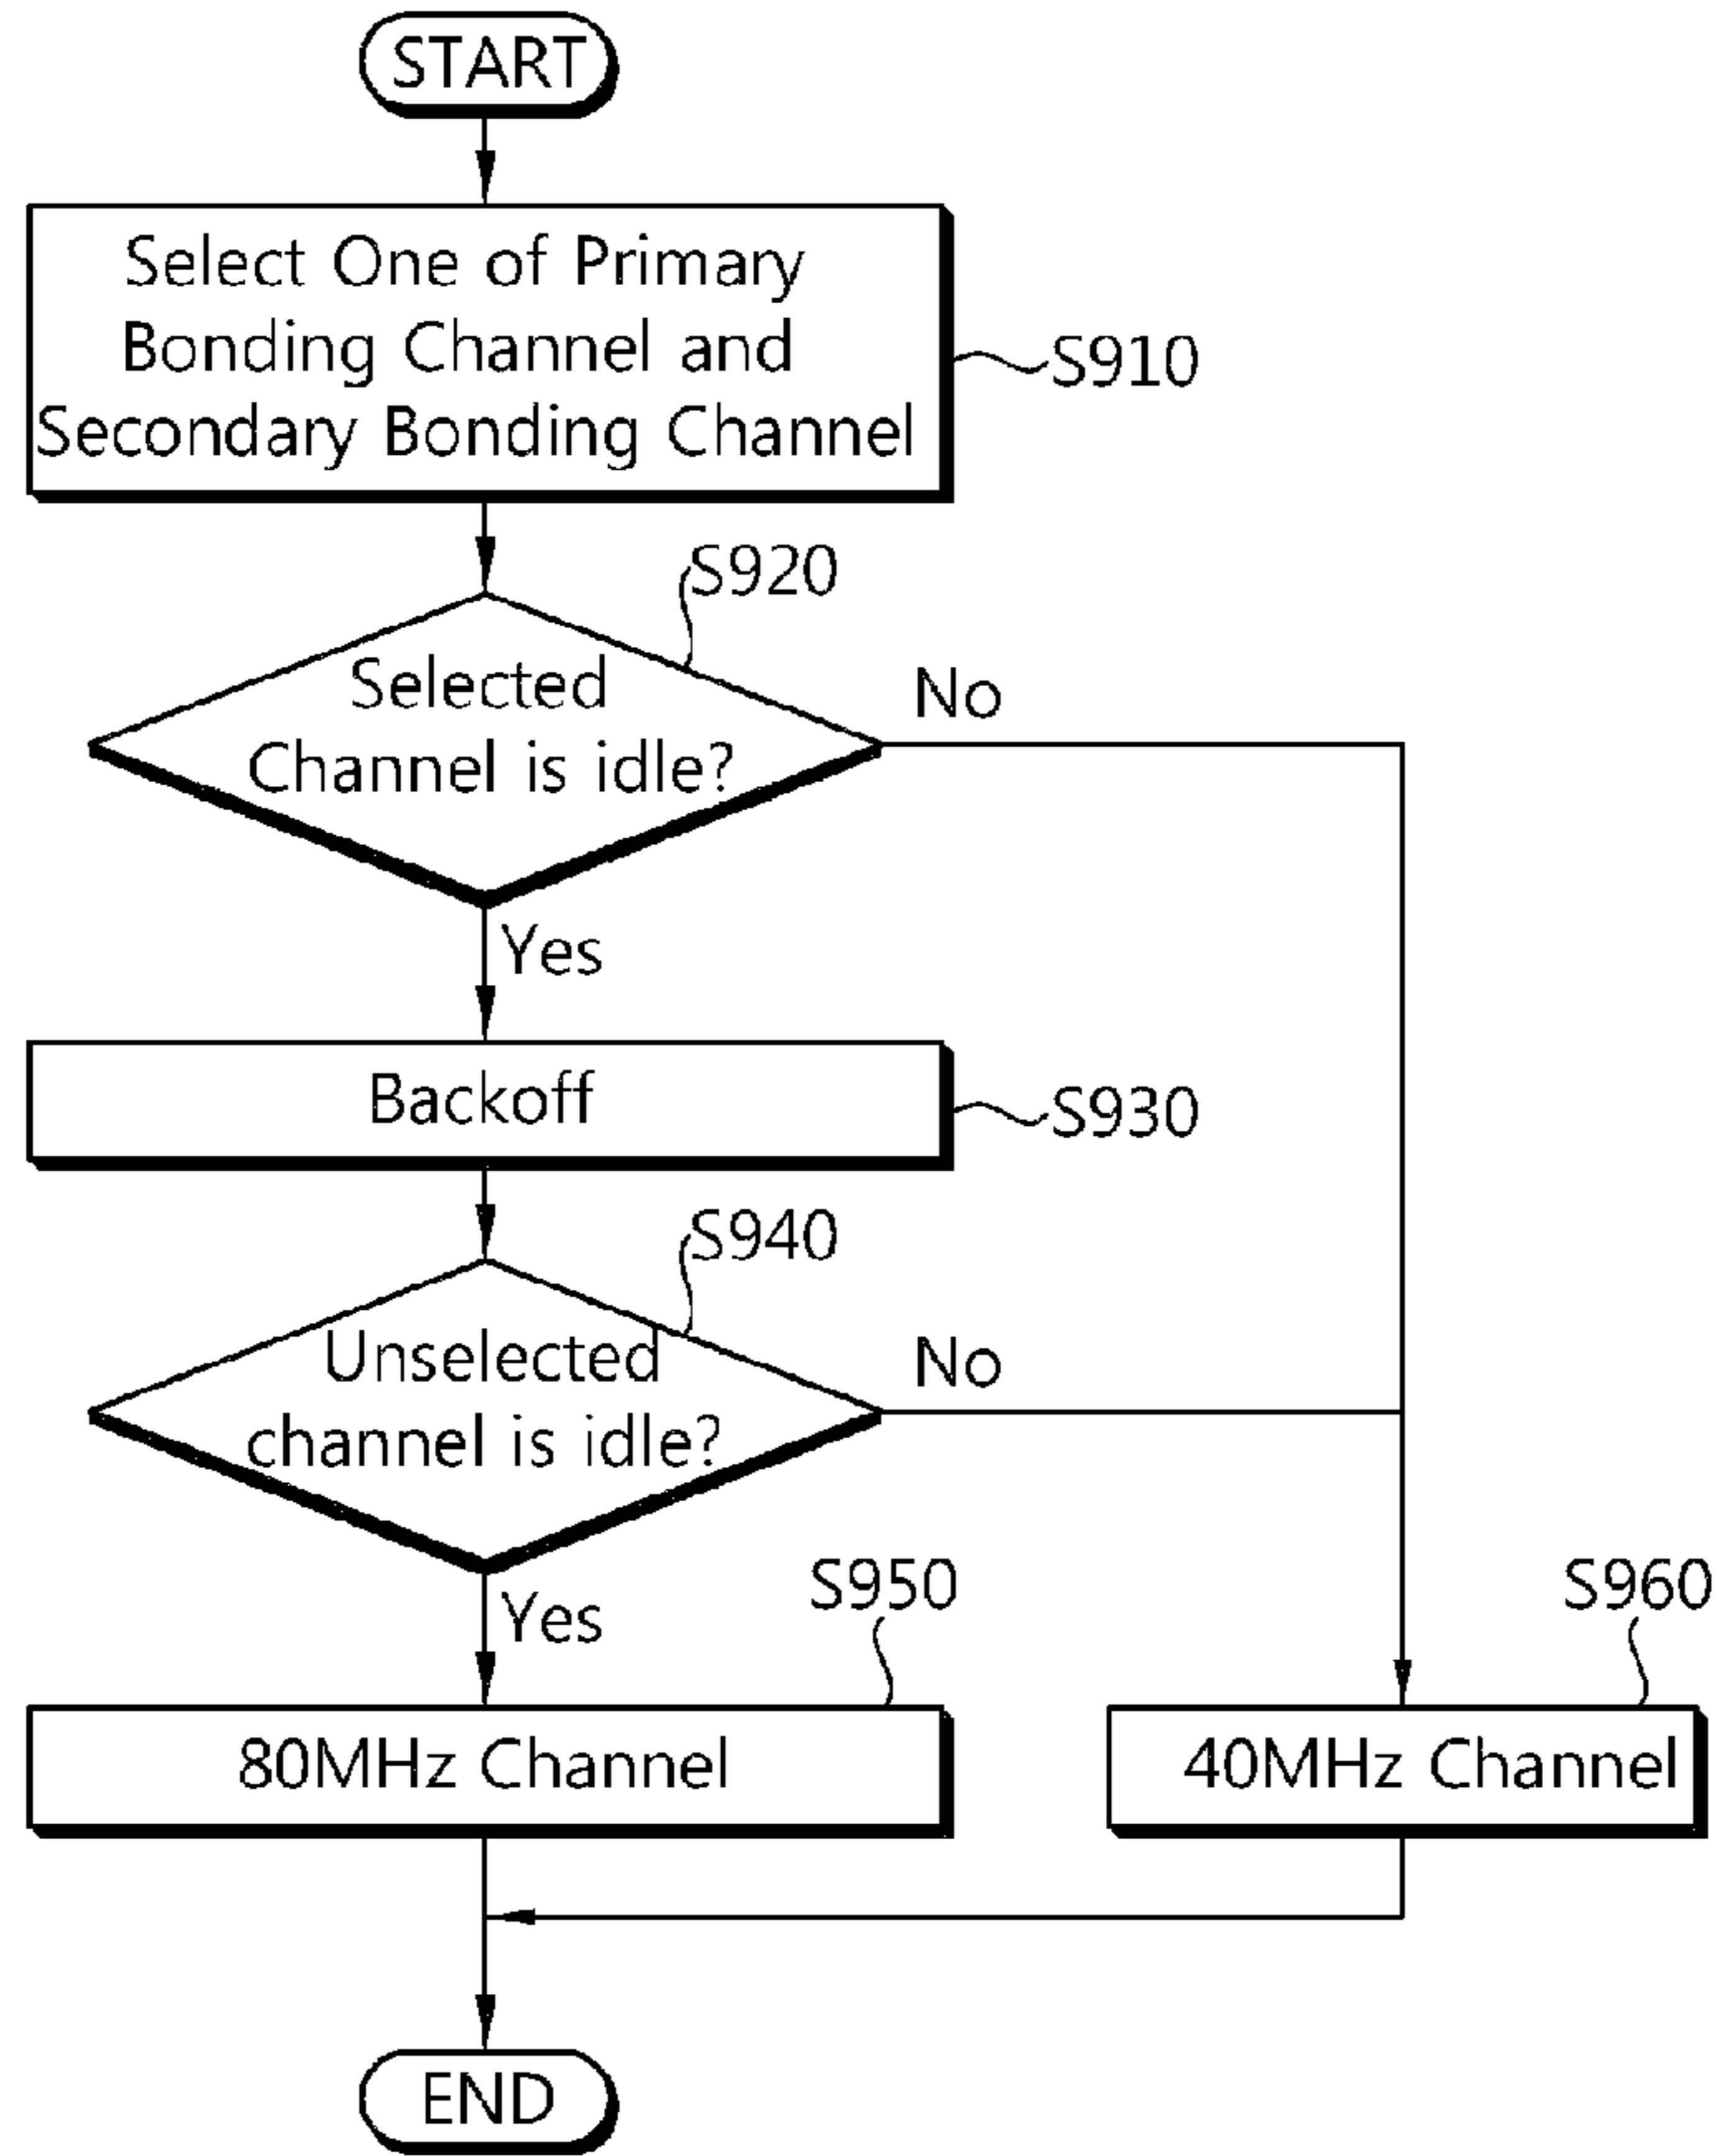 START
Select One of Primary
Bonding Channel and
Secondary Bonding Channel
S910
S920
Selected
Channel is idle?
No
Yes
Backoff
S930
S940
Unselected
channel is idle?
No
Yes
S950
S960
80MHz Channel
40MHz Channel
END